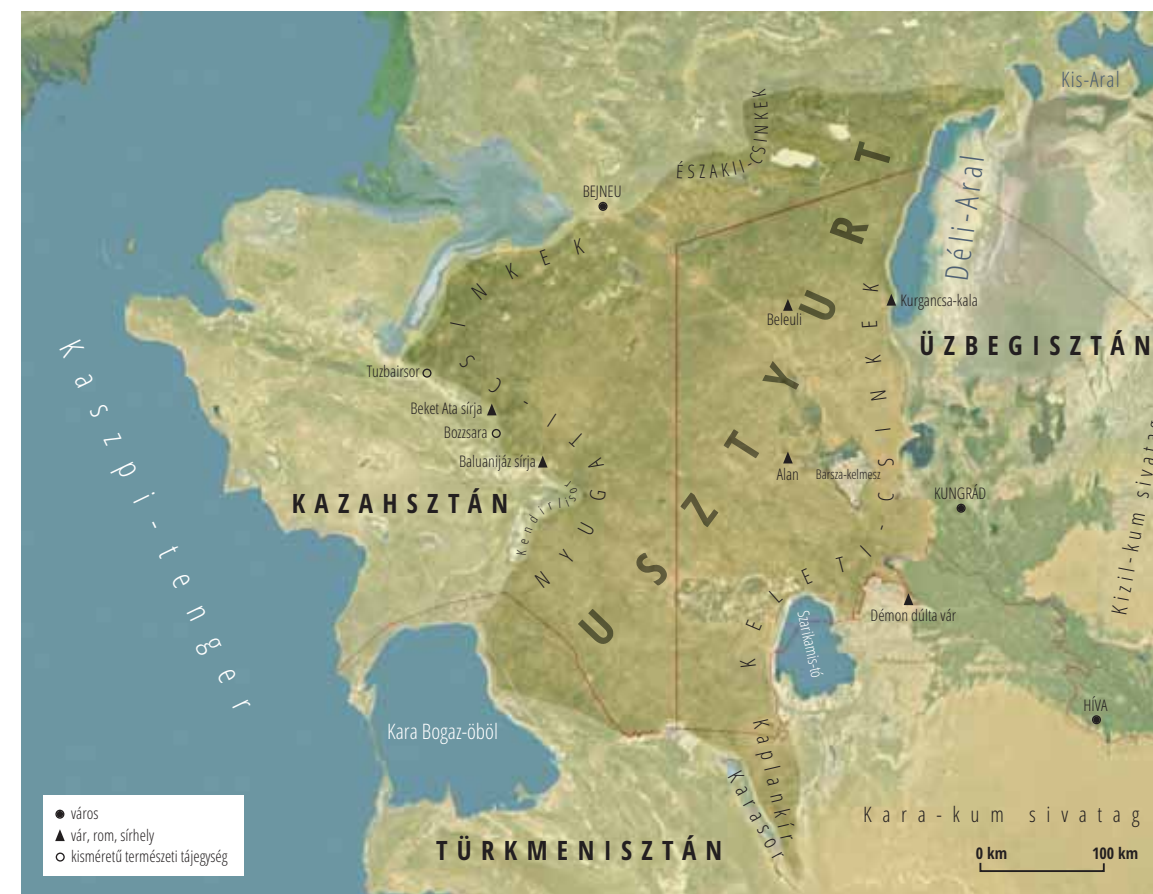 Kis-Aral
ÉSZAKII-CSINKEK
BEJNEU
Déli-Aral
USZTYURT
NYUGATI-CSINKEK
Kurgancsa-kala
Beleuli
ÜZBEGISZTÁN
Kaszpi-tenger
Tuzbairsor
Beket Ata sírja
Bozzsara
Baluanijáz sírja
Alan
Barsza-kelmesz
KUNGRÁD
KAZAHSZTÁN
Kendirlisor
KELETI-CSINKEK
Kizil-kum sivatag
Démon dúlta vár
Szarikamis-tó
HÍVA
Kara Bogaz-öböl
Kaplankír
Karasor
Kara-kum sivatag
TÜRKMENISZTÁN
város
vár, rom, sírhely
kisméretű természeti tájegység
0 km 100 km